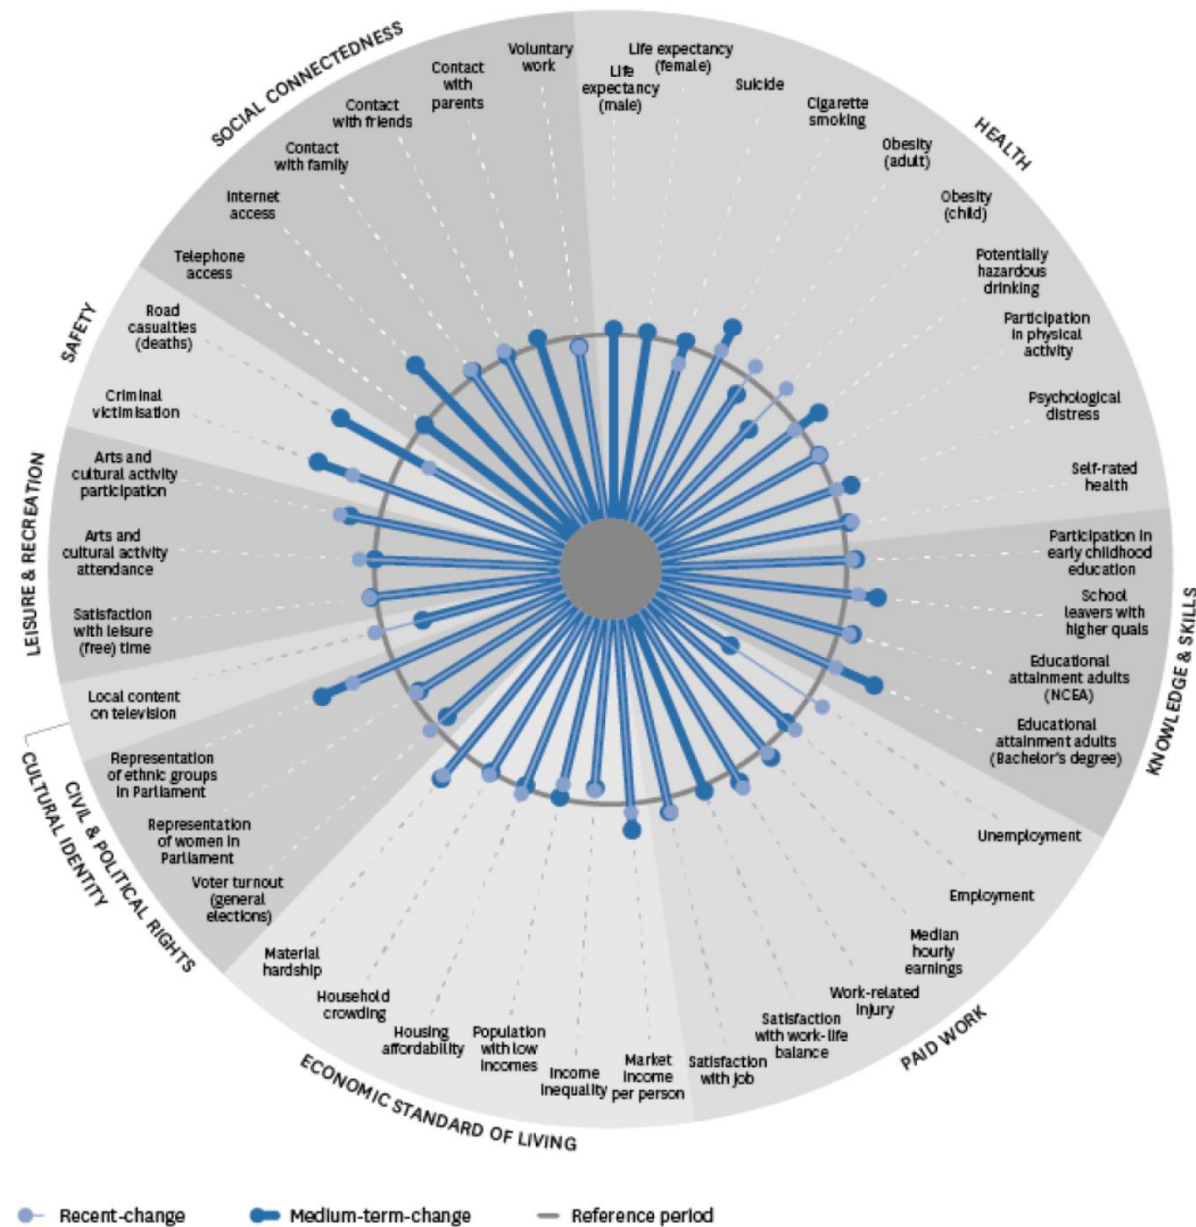 SOCIAL CONNECTEDNESS
Voluntary
work
Contact
with
parents
Contact
with friends
Contact
with family
Internet
access
Telephone
access
HEALTH
Life
expectancy
(male)
Life expectancy
(female)
Suicide
Cigarette
smoking
Obesity
(adult)
Obesity
(child)
Potentially
hazardous
drinking
Participation
in physical
activity
Psychological
distress
Self-rated
health
KNOWLEDGE & SKILLS
Participation in
early childhood
education
School
leavers with
higher quals
Educational
attainment adults
(NCEA)
Educational
attainment adults
(Bachelor's degree)
PAID WORK
Unemployment
Employment
Median
hourly
earnings
Work-related
injury
Satisfaction
with work-life
balance
Satisfaction
with job
ECONOMIC STANDARD OF LIVING
Market
income
per person
Income
inequality
Population
with low
incomes
Housing
affordability
Household
crowding
Material
hardship
CIVIL & POLITICAL RIGHTS
Voter turnout
(general
elections)
Representation
of women in
Parliament
Representation
of ethnic groups
in Parliament
CULTURAL IDENTITY
Local content
on television
LEISURE & RECREATION
Satisfaction
with leisure
(free) time
Arts and
cultural activity
attendance
Arts and
cultural activity
participation
SAFETY
Criminal
victimisation
Road
casualties
(deaths)
Recent-change
Medium-term-change
Reference period